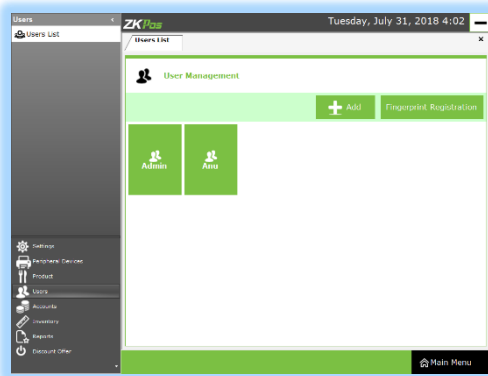 Users
Users List
ZKPos
Tuesday, July 31, 2018 4:02
Users List
User Management
Add
Fingerprint Registration
Admin
Anu
Settings
Peripheral Devices
Product
Users
Accounts
Inventory
Reports
Discount Offer
Main Menu